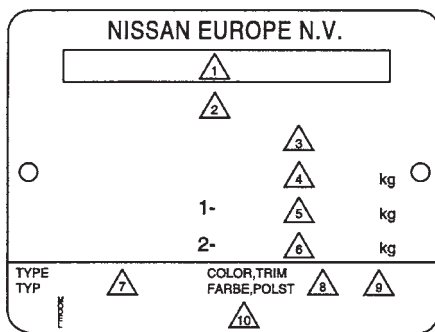 NISSAN EUROPE N.V.
1
2
3
4 kg
1- 5 kg
2- 6 kg
TYPE COLOR,TRIM
TYP 7 FARBE,POLST 8 9
MODEL 10